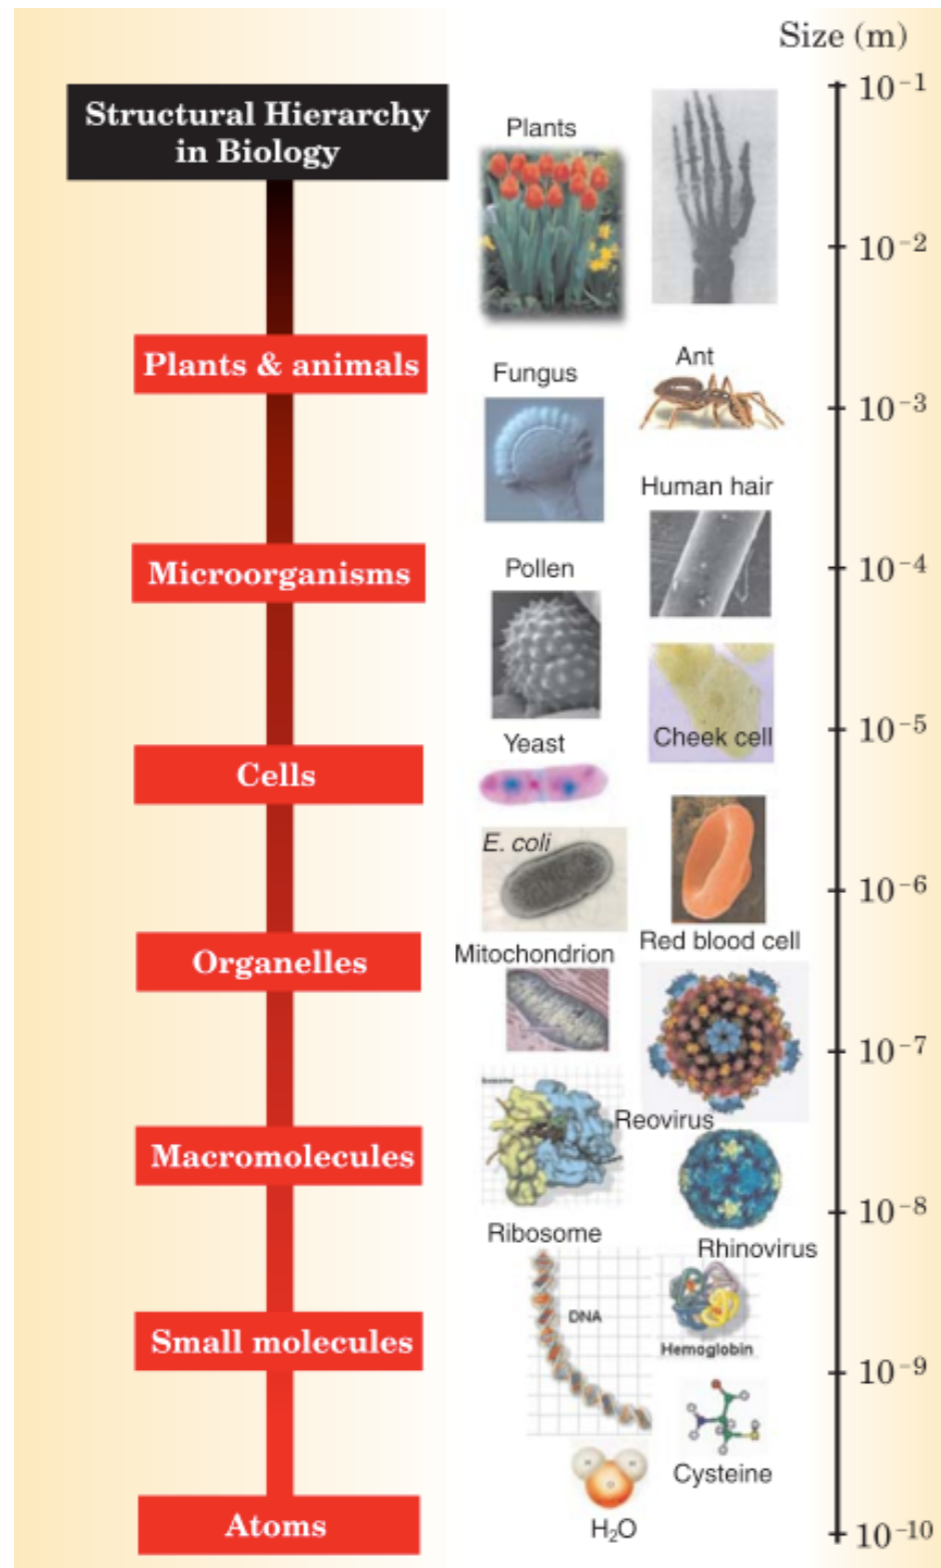 Size (m)
10⁻¹
Structural Hierarchy
in Biology
Plants
10⁻²
Plants & animals
Ant
Fungus
10⁻³
Human hair
Microorganisms
Pollen
10⁻⁴
Cheek cell
10⁻⁵
Yeast
Cells
E. coli
10⁻⁶
Red blood cell
Mitochondrion
Organelles
10⁻⁷
Reovirus
Macromolecules
10⁻⁸
Ribosome
Rhinovirus
DNA
Hemoglobin
Small molecules
10⁻⁹
Cysteine
Atoms
H₂O
10⁻¹⁰